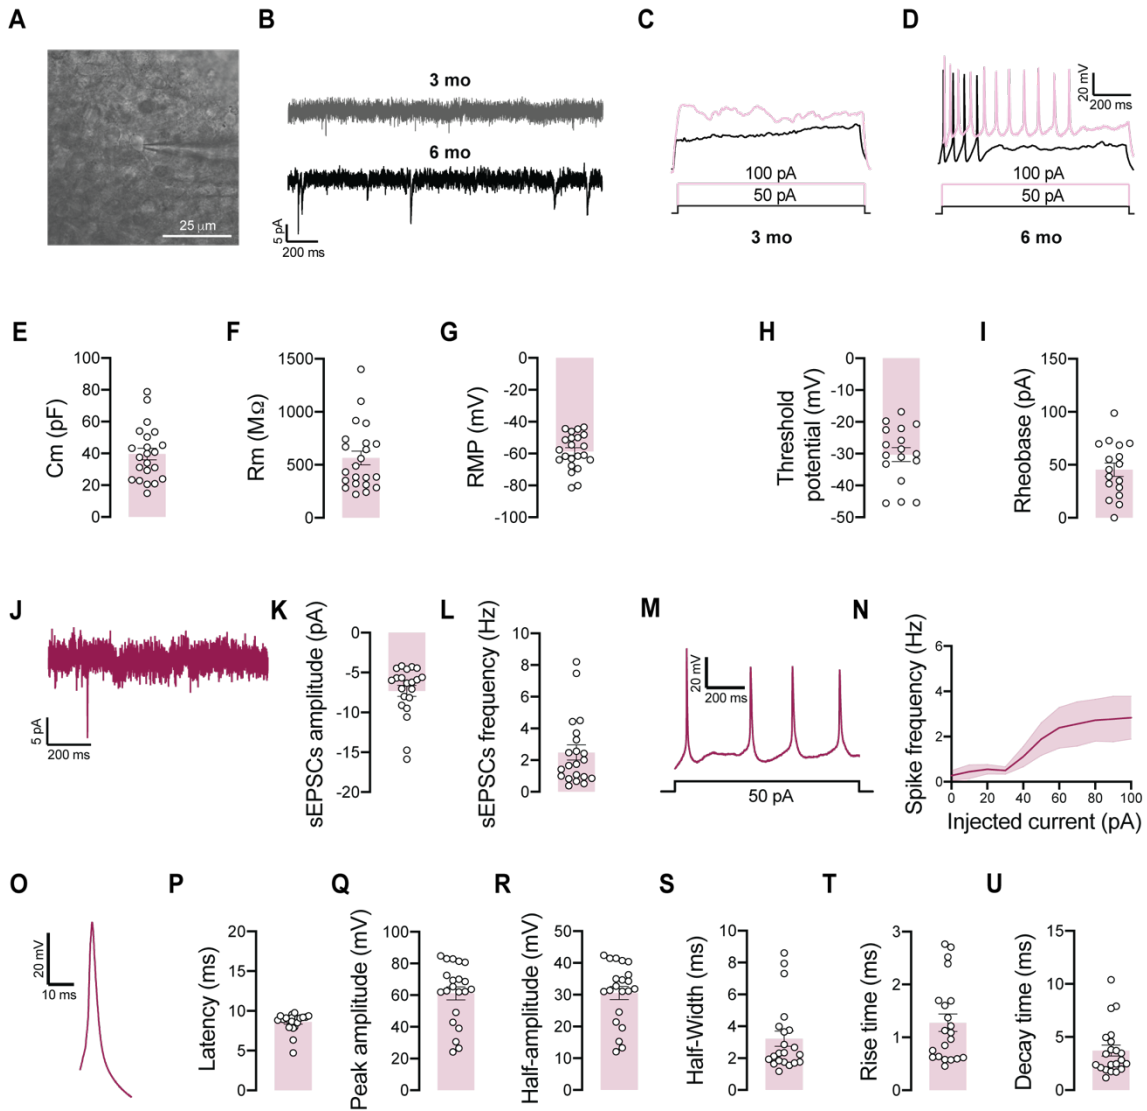 A
B
C
D
3 mo
6 mo
5 pA
200 ms
25 μm
100 pA
50 pA
3 mo
20 mV
200 ms
100 pA
50 pA
6 mo
E
F
G
H
I
Cm (pF)
100
80
60
40
20
0
Rm (MΩ)
1500
1000
500
0
RMP (mV)
0
-20
-40
-60
-80
-100
Threshold
potential (mV)
0
-10
-20
-30
-40
-50
Rheobase (pA)
150
100
50
0
J
K
L
M
N
5 pA
200 ms
sEPSCs amplitude (pA)
0
-5
-10
-15
-20
sEPSCs frequency (Hz)
10
8
6
4
2
0
20 mV
200 ms
50 pA
Spike frequency (Hz)
6
4
2
0
0 20 40 60 80 100
Injected current (pA)
O
P
Q
R
S
T
U
20 mV
10 ms
Latency (ms)
20
15
10
5
0
Peak amplitude (mV)
100
80
60
40
20
0
Half-amplitude (mV)
50
40
30
20
10
0
Half-Width (ms)
10
8
6
4
2
0
Rise time (ms)
3
2
1
0
Decay time (ms)
15
10
5
0